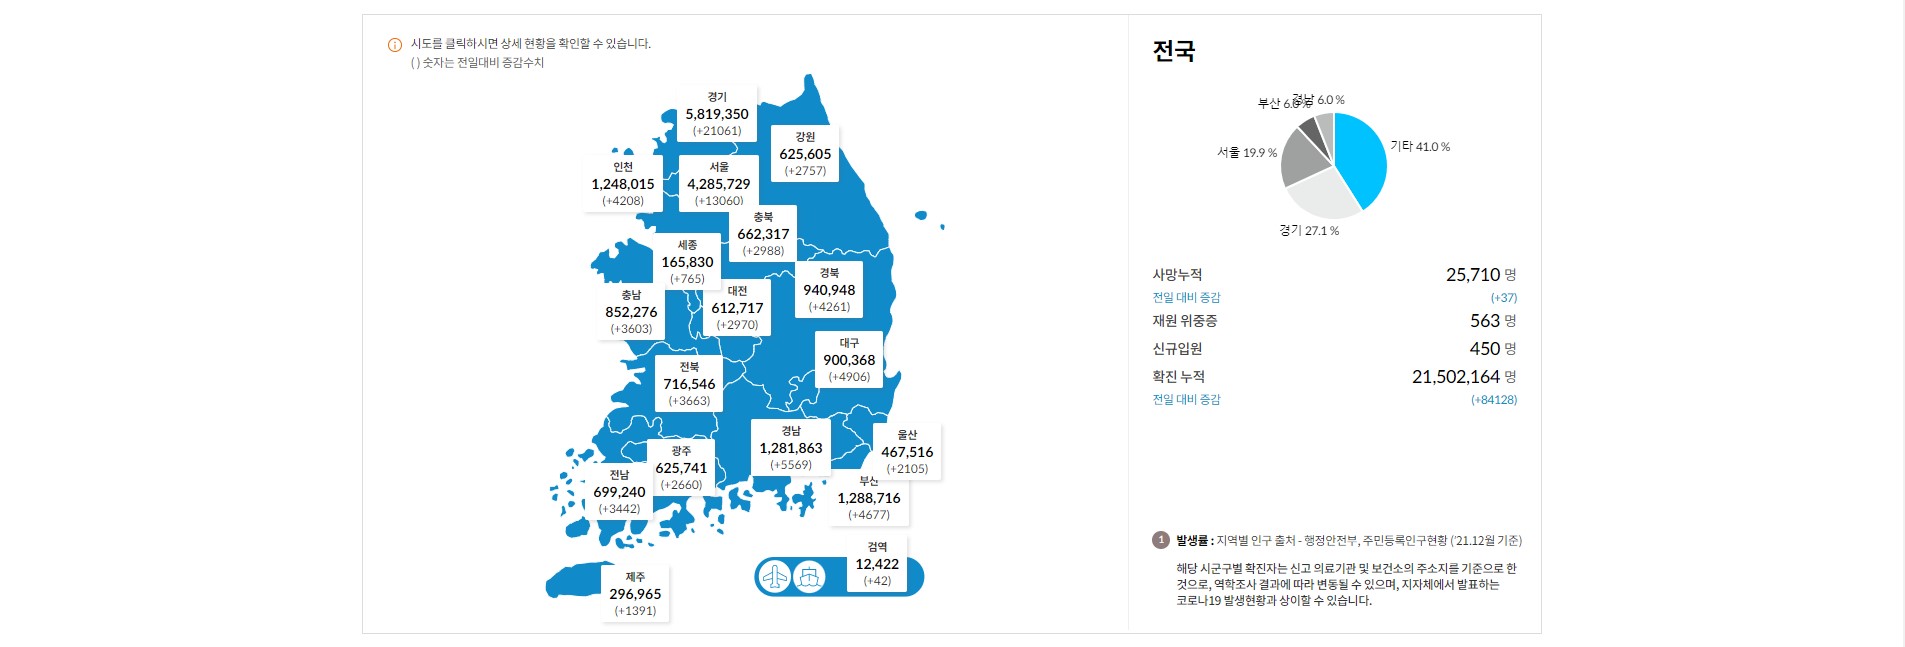 시도를 클릭하시면 상세 현황을 확인할 수 있습니다.
( ) 숫자는 전일대비 증감수치
경기
5,819,350
(+21061)
강원
625,605
(+2757)
인천
1,248,015
(+4208)
서울
4,285,729
(+13060)
충북
662,317
(+2988)
세종
165,830
(+765)
경북
940,948
(+4261)
충남
852,276
(+3603)
대전
612,717
(+2970)
대구
900,368
(+4906)
전북
716,546
(+3663)
경남
1,281,863
(+5569)
울산
467,516
(+2105)
광주
625,741
(+2660)
전남
699,240
(+3442)
부산
1,288,716
(+4677)
검역
12,422
(+42)
제주
296,965
(+1391)
전국
부산 6.0 %
경남 6.0 %
서울 19.9 %
기타 41.0 %
경기 27.1 %
사망누적 25,710 명
전일 대비 증감 (+37)
재원 위중증 563 명
신규입원 450 명
확진 누적 21,502,164 명
전일 대비 증감 (+84128)
1 발생률 : 지역별 인구 출처 - 행정안전부, 주민등록인구현황 ('21.12월 기준)
해당 시군구별 확진자는 신고 의료기관 및 보건소의 주소지를 기준으로 한
것으로, 역학조사 결과에 따라 변동될 수 있으며, 지자체에서 발표하는
코로나19 발생현황과 상이할 수 있습니다.